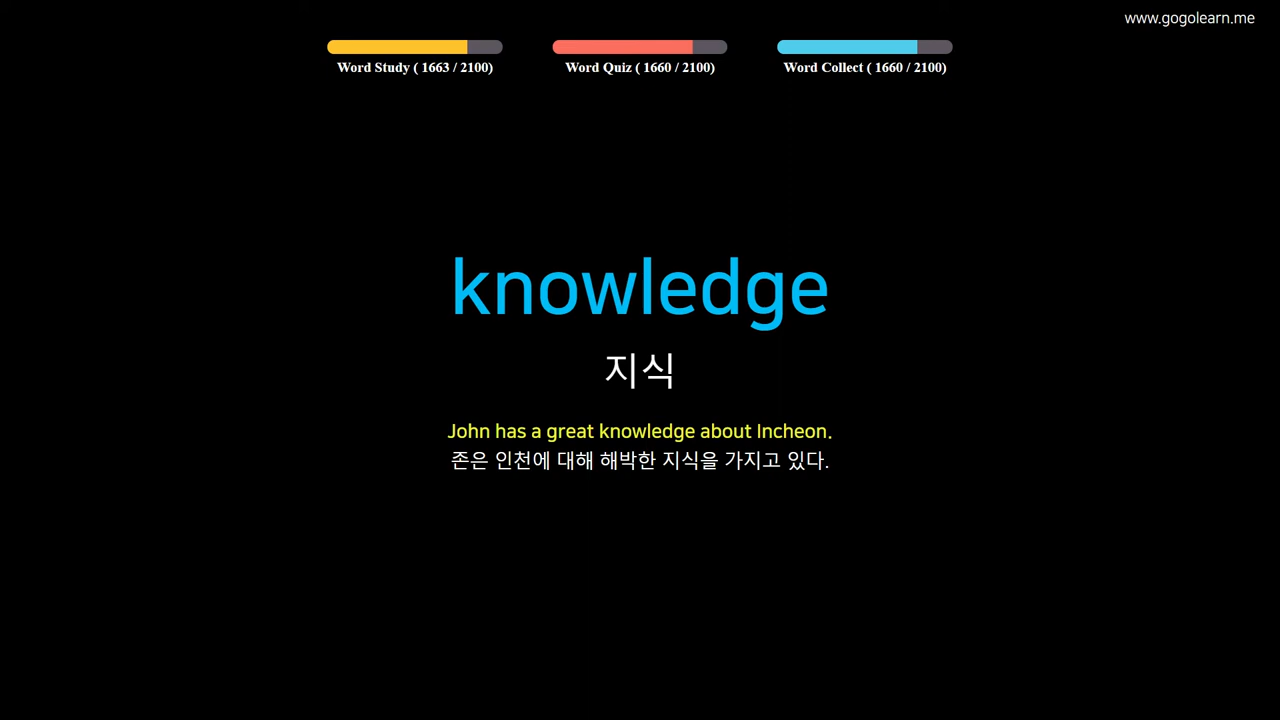 www.gogolearn.me
Word Study ( 1663 / 2100)
Word Quiz ( 1660 / 2100)
Word Collect ( 1660 / 2100)
knowledge
지식
John has a great knowledge about Incheon.
존은 인천에 대해 해박한 지식을 가지고 있다.